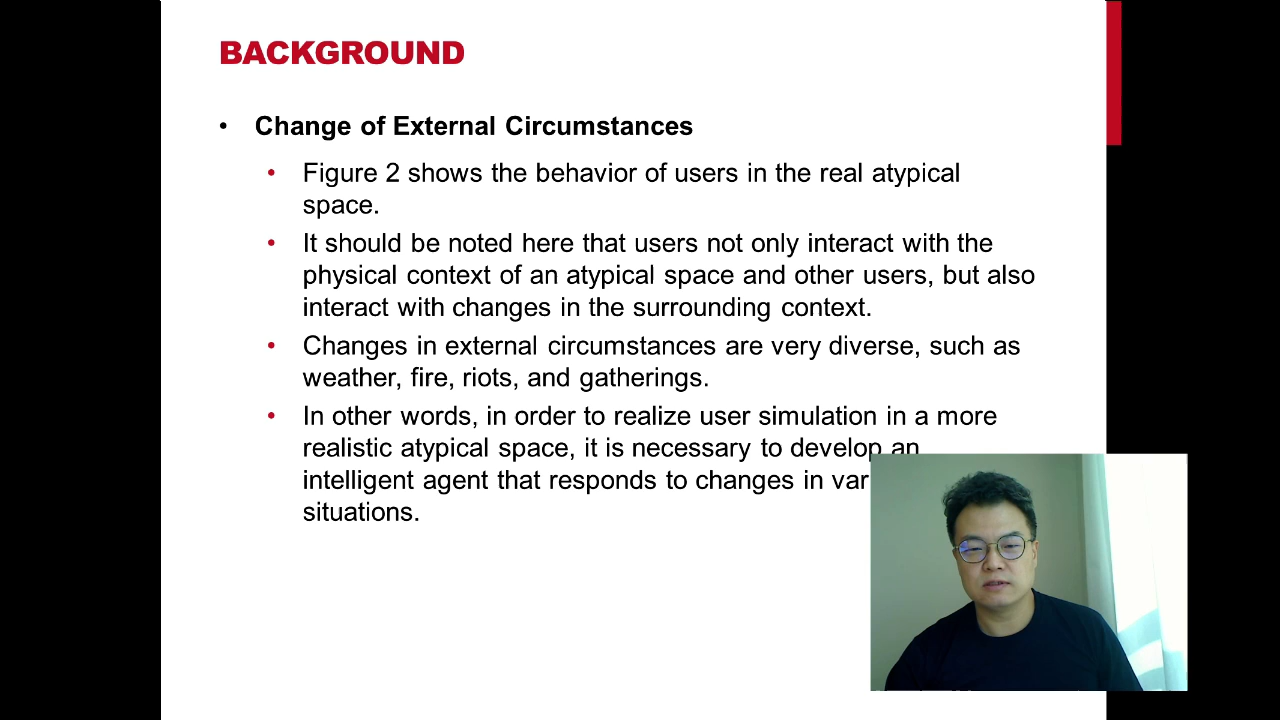 BACKGROUND
• Change of External Circumstances
• Figure 2 shows the behavior of users in the real atypical
space.
• It should be noted here that users not only interact with the
physical context of an atypical space and other users, but also
interact with changes in the surrounding context.
• Changes in external circumstances are very diverse, such as
weather, fire, riots, and gatherings.
• In other words, in order to realize user simulation in a more
realistic atypical space, it is necessary to develop an
intelligent agent that responds to changes in var
situations.